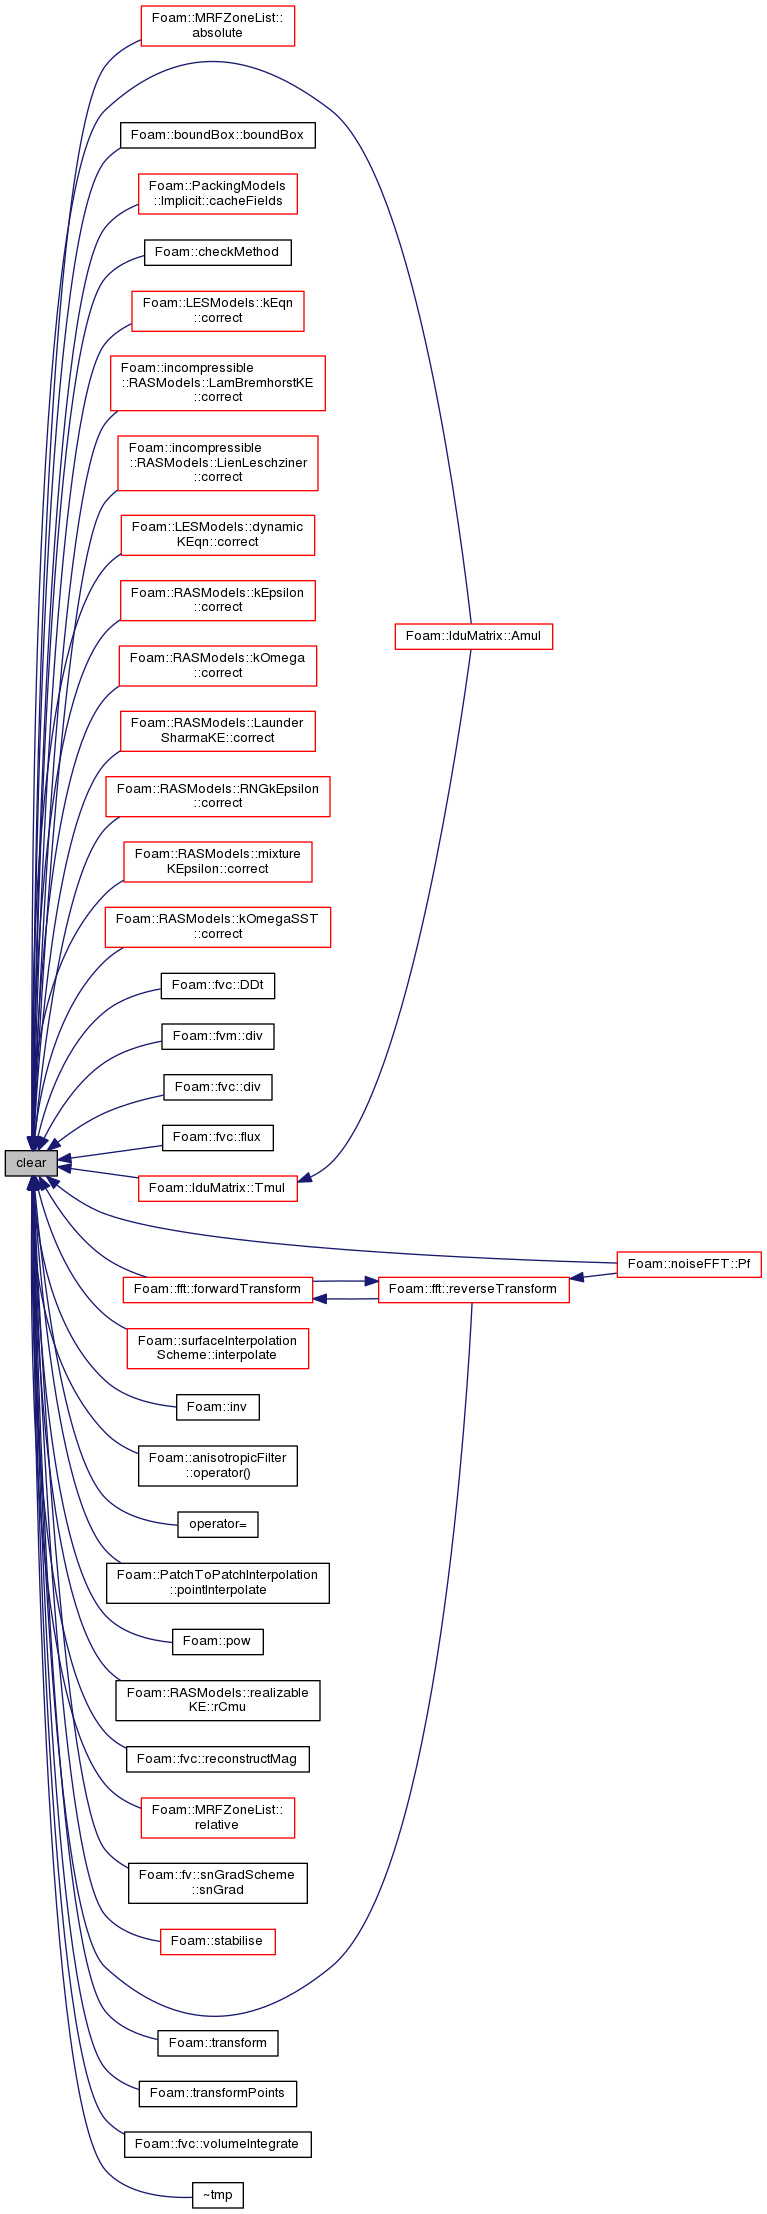 Foam::MRFZoneList::
absolute
Foam::boundBox::boundBox
Foam::PackingModels
::Implicit::cacheFields
Foam::checkMethod
Foam::LESModels::kEqn
::correct
Foam::incompressible
::RASModels::LamBremhorstKE
::correct
Foam::incompressible
::RASModels::LienLeschziner
::correct
Foam::LESModels::dynamic
KEqn::correct
Foam::RASModels::kEpsilon
::correct
Foam::lduMatrix::Amul
Foam::RASModels::kOmega
::correct
Foam::RASModels::Launder
SharmaKE::correct
Foam::RASModels::RNGkEpsilon
::correct
Foam::RASModels::mixture
KEpsilon::correct
Foam::RASModels::kOmegaSST
::correct
Foam::fvc::DDt
Foam::fvm::div
Foam::fvc::div
Foam::fvc::flux
clear
Foam::lduMatrix::Tmul
Foam::noiseFFT::Pf
Foam::fft::forwardTransform
Foam::fft::reverseTransform
Foam::surfaceInterpolation
Scheme::interpolate
Foam::inv
Foam::anisotropicFilter
::operator()
operator=
Foam::PatchToPatchInterpolation
::pointInterpolate
Foam::pow
Foam::RASModels::realizable
KE::rCmu
Foam::fvc::reconstructMag
Foam::MRFZoneList::
relative
Foam::fv::snGradScheme
::snGrad
Foam::stabilise
Foam::transform
Foam::transformPoints
Foam::fvc::volumeIntegrate
~tmp